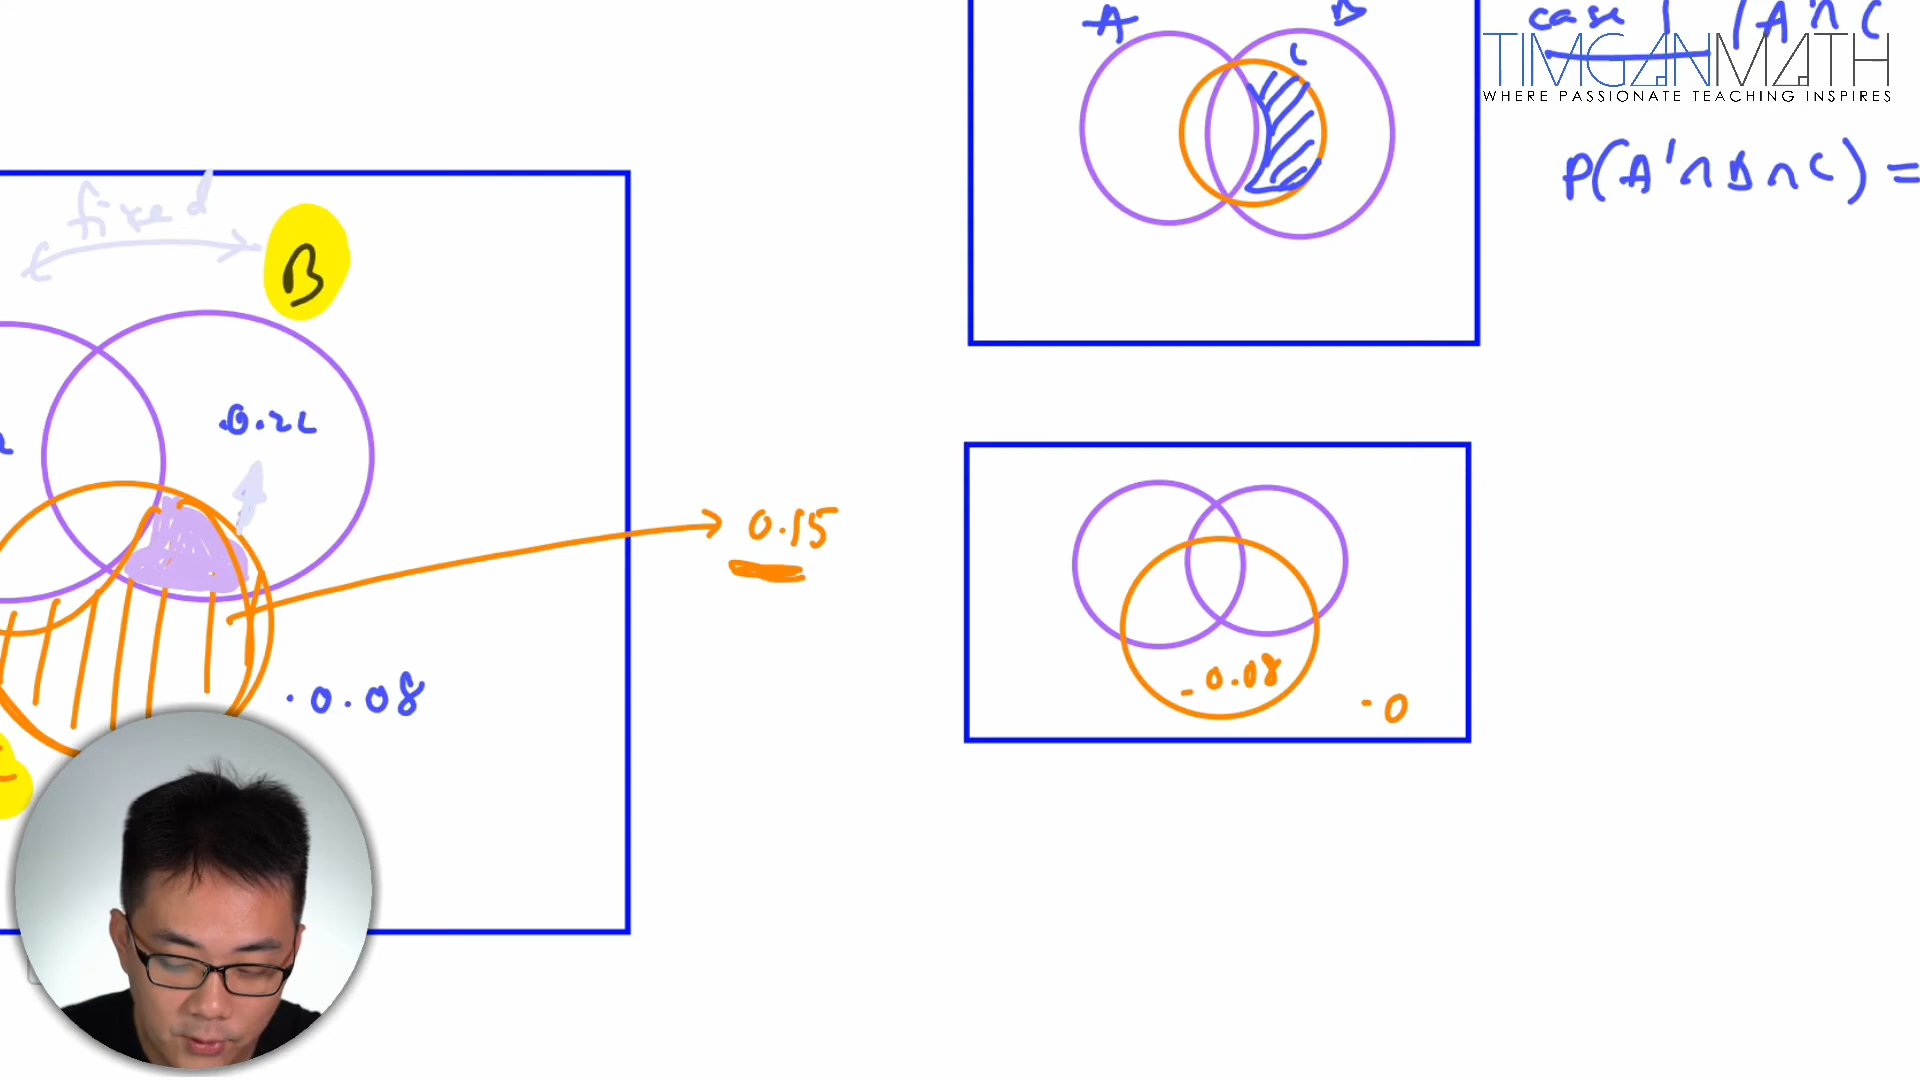 A B
C
case 1 (A'∩C
TIMGANMATH
WHERE PASSIONATE TEACHING INSPIRES
P(A'∩B∩C) =
fixed
B
0.22
0.15
0.08
0.08
0